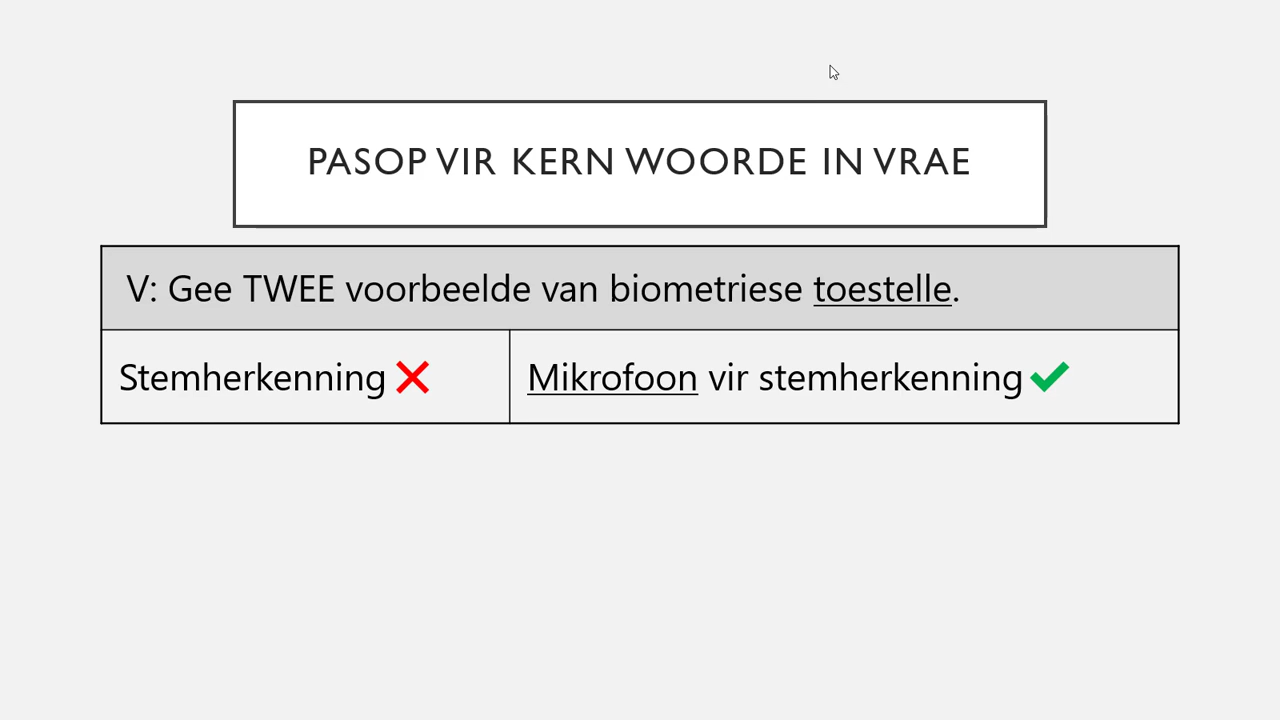 PASOP VIR KERN WOORDE IN VRAE
V: Gee TWEE voorbeelde van biometriese toestelle.
Stemherkenning
Mikrofoon vir stemherkenning